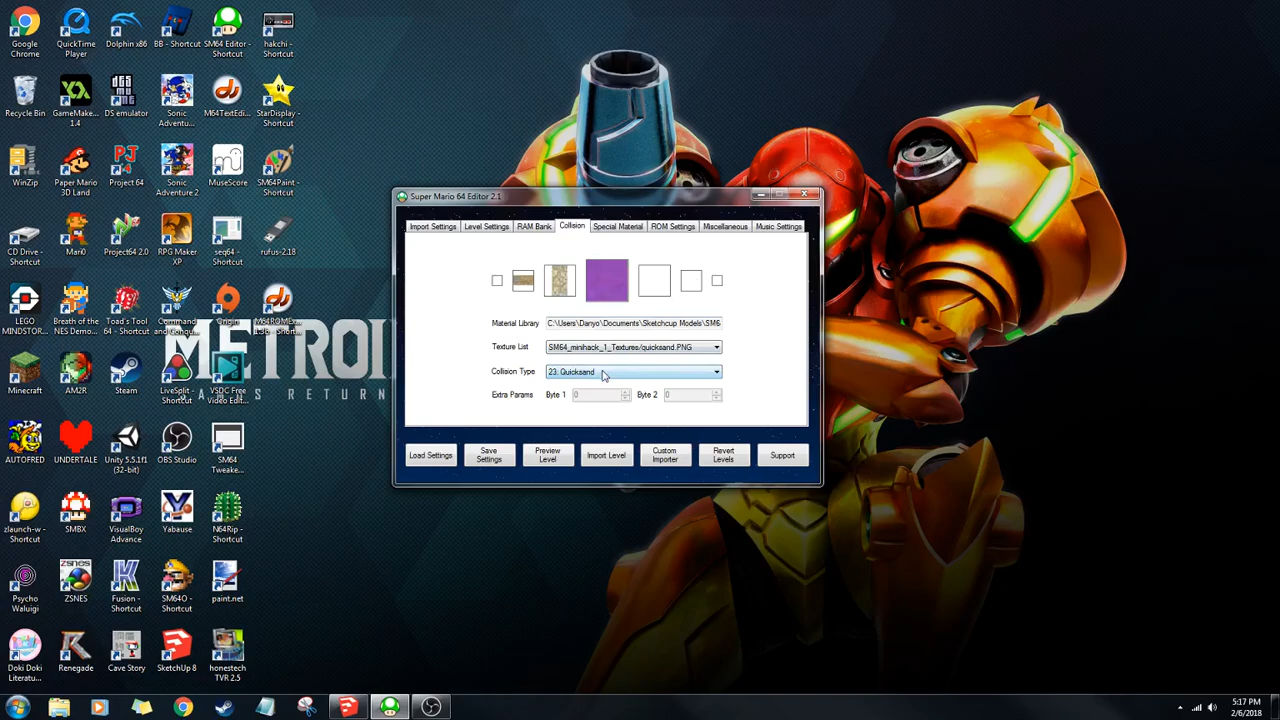 Google Chrome
QuickTime Player
Dolphin x86
BB - Shortcut
SM64 Editor - Shortcut
hakchi - Shortcut
Recycle Bin
GameMake... 1.4
DS emulator
Sonic Adventu...
M64TextEdi...
StarDisplay - Shortcut
WinZip
Paper Mario 3D Land
Project 64
Sonic Adventure 2
MuseScore
SM64Paint - Shortcut
CD Drive - Shortcut
Mari0
Project64 2.0
RPG Maker XP
seq64 - Shortcut
rufus-2.18
LEGO MINDSTOR...
Breath of the NES Demo...
Toad's Tool 64 - Shortcut
Origin
Minecraft
AM2R
Steam
LiveSplit - Shortcut
VSDC Free Video Edit...
AUTOFRED
UNDERTALE
Unity 5.5.1f1 (32-bit)
OBS Studio
SM64 Tweake...
zlaunch-w - Shortcut
SMBX
VisualBoy Advance
Yabause
N64Rip - Shortcut
Psycho Waluigi
ZSNES
Fusion - Shortcut
SM64O - Shortcut
paint.net
Doki Doki Literatu...
Renegade
Cave Story
SketchUp 8
honestech TVR 2.5
METROI
AMUS RETURN
Super Mario 64 Editor 2.1
Import Settings
Level Settings
RAM Bank
Collision
Special Material
ROM Settings
Miscellaneous
Music Settings
Material Library C:\Users\Danyo\Documents\Sketchcup Models\SM6
Texture List SM64_minihack_1_Textures/quicksand.PNG
Collision Type 23: Quicksand
Extra Params Byte 1 0 Byte 2 0
Load Settings
Save Settings
Preview Level
Import Level
Custom Importer
Revert Levels
Support
5:17 PM
2/6/2018